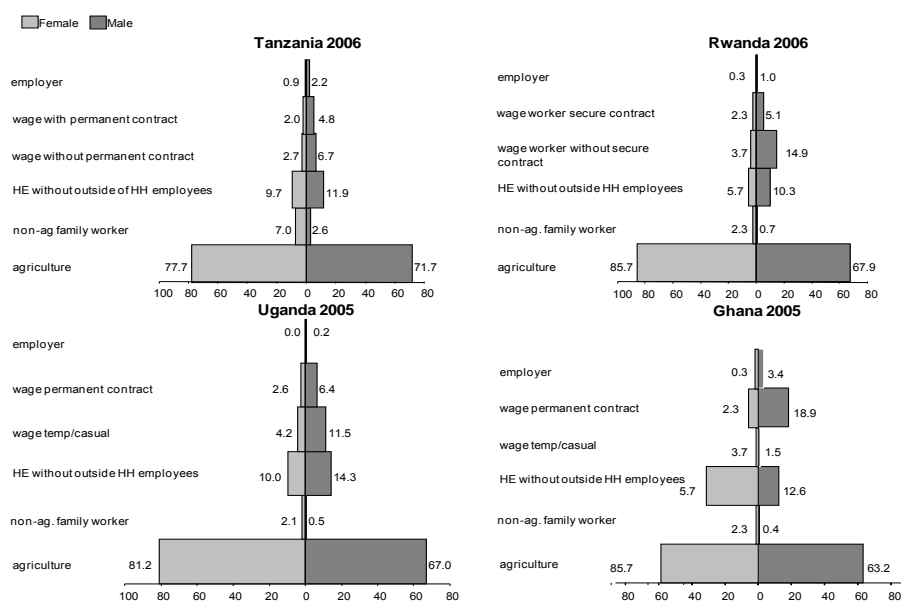 Female Male
Tanzania 2006
employer 0.9 2.2
wage with permanent contract 2.0 4.8
wage without permanent contract 2.7 6.7
HE without outside of HH employees 9.7 11.9
non-ag family worker 7.0 2.6
agriculture 77.7 71.7
100 80 60 40 20 0 20 40 60 80
Rwanda 2006
employer 0.3 1.0
wage worker secure contract 2.3 5.1
wage worker without secure
contract 3.7 14.9
HE without outside HH employees 5.7 10.3
non-ag. family worker 2.3 0.7
agriculture 85.7 67.9
100 80 60 40 20 0 20 40 60 80
Uganda 2005
0.0 0.2
employer
wage permanent contract 2.6 6.4
wage temp/casual 4.2 11.5
HE without outside HH employees 10.0 14.3
non-ag. family worker 2.1 0.5
agriculture 81.2 67.0
100 80 60 40 20 0 20 40 60 80
Ghana 2005
employer 0.3 3.4
wage permanent contract 2.3 18.9
wage temp/casual 3.7 1.5
HE without outside HH employees 5.7 12.6
non-ag. family worker 2.3 0.4
agriculture 85.7 63.2
80 60 40 20 0 20 40 60 80